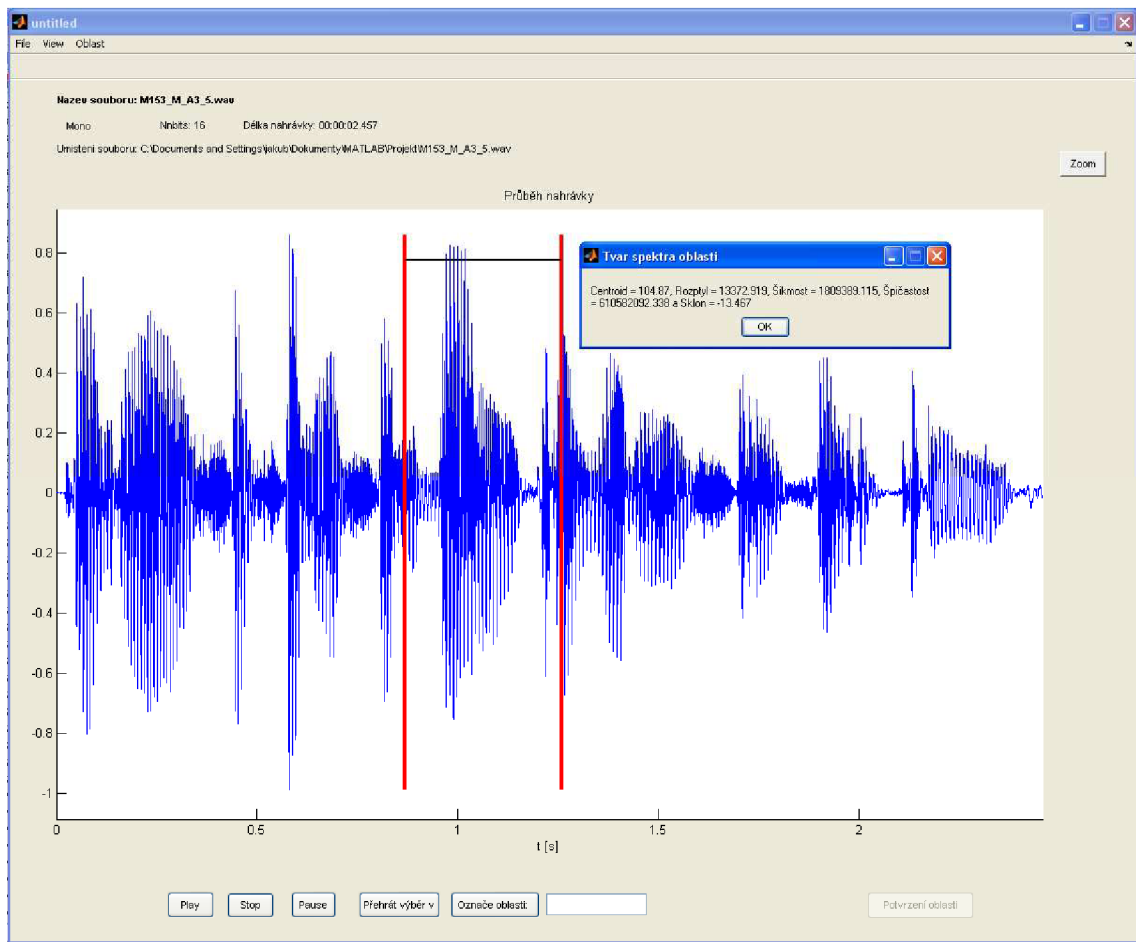 untitled
File View Oblast
Nazev souboru: M153_M_A3_5.wav
Mono Nnbits: 16 Délka nahrávky: 00:00:02.457
Umisteni souboru: C:\Documents and Settings\jakub\Dokumenty\MATLAB\Projekt\M153_M_A3_5.wav
Zoom
Průběh nahrávky
Tvar spektra oblasti
Centroid = 104.87, Rozptyl = 13372.919, Šikmost = 1809389.115, Špičastost
= 610582092.338 a Sklon = -13.467
OK
0.8
0.6
0.4
0.2
0
-0.2
-0.4
-0.6
-0.8
-1
0 0.5 1 1.5 2
t [s]
Play Stop Pause Přehrát výběr v Označe oblasti: Potvrzení oblasti